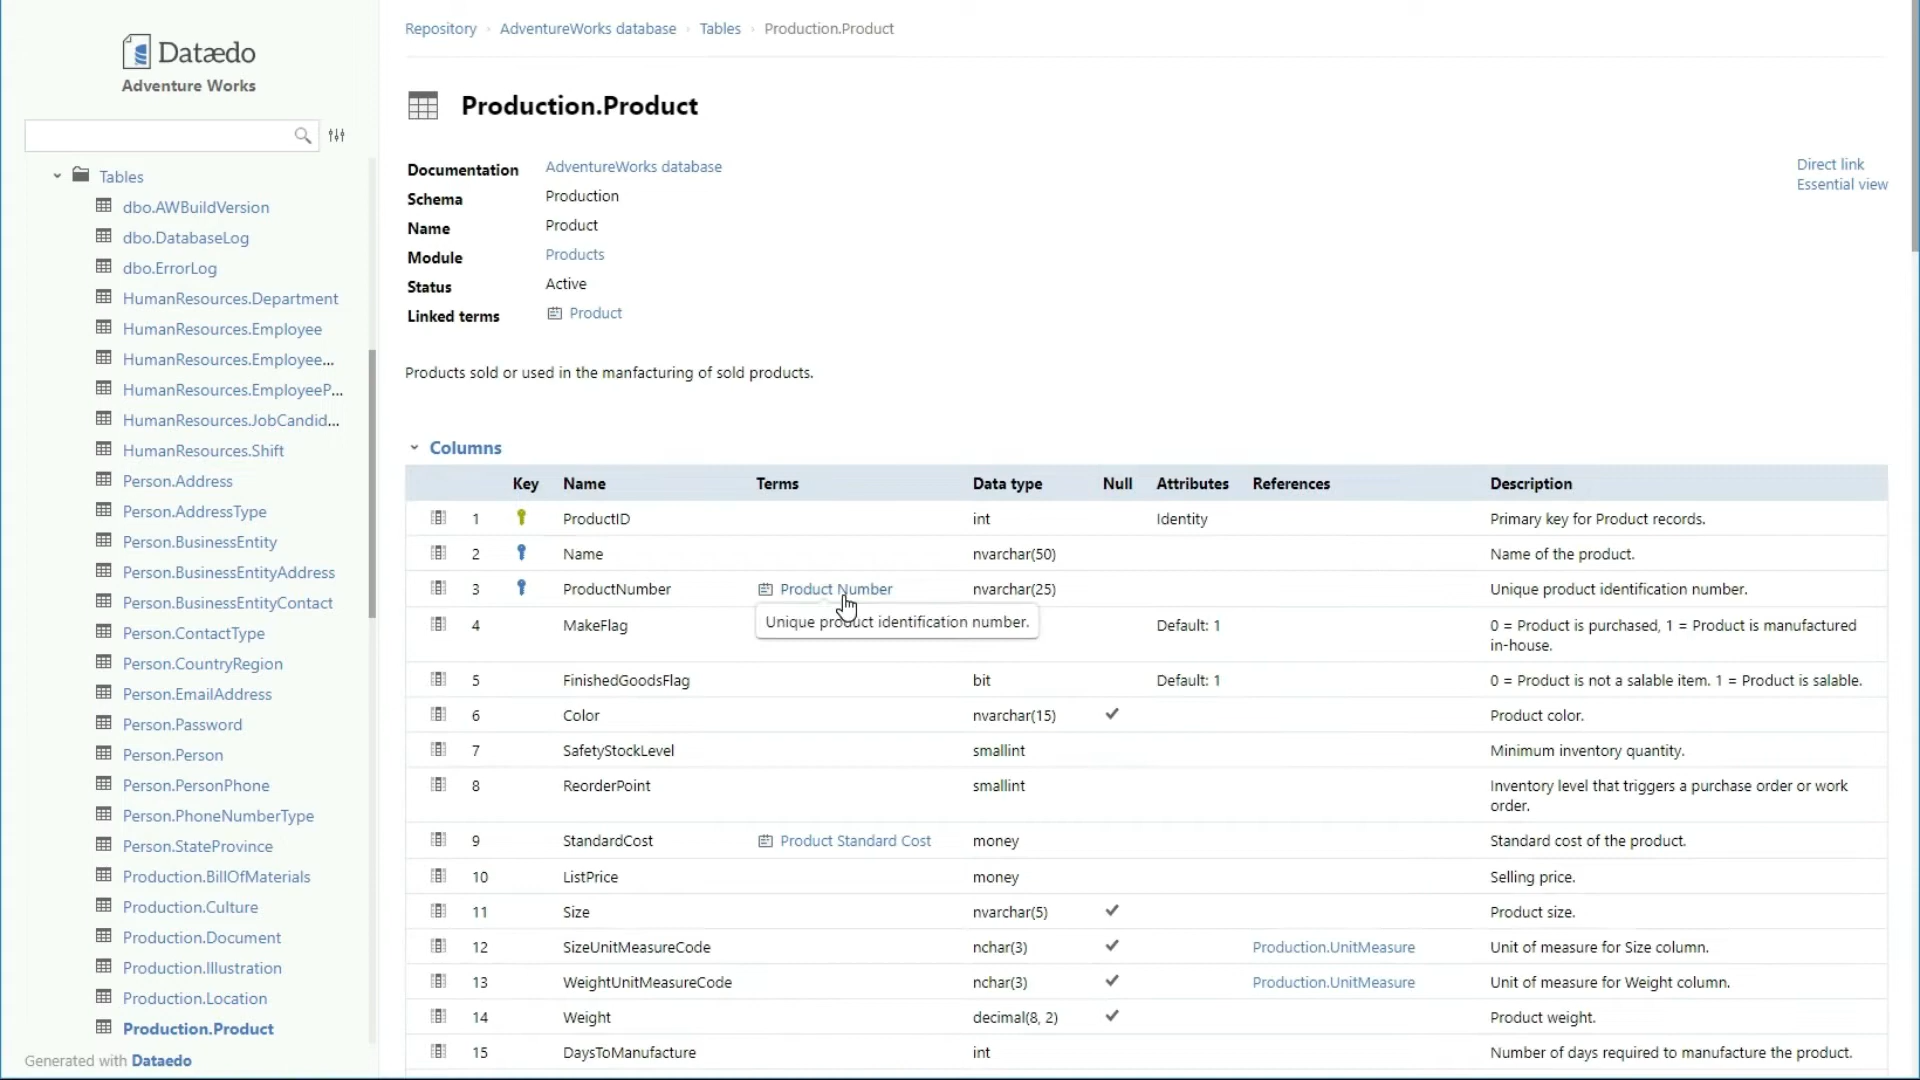 Dataedo
Adventure Works
Tables
dbo.AWBuildVersion
dbo.DatabaseLog
dbo.ErrorLog
HumanResources.Department
HumanResources.Employee
HumanResources.Employee...
HumanResources.EmployeeP...
HumanResources.JobCandid...
HumanResources.Shift
Person.Address
Person.AddressType
Person.BusinessEntity
Person.BusinessEntityAddress
Person.BusinessEntityContact
Person.ContactType
Person.CountryRegion
Person.EmailAddress
Person.Password
Person.Person
Person.PersonPhone
Person.PhoneNumberType
Person.StateProvince
Production.BillOfMaterials
Production.Culture
Production.Document
Production.Illustration
Production.Location
Production.Product
Generated with Dataedo
Repository AdventureWorks database Tables Production.Product
Production.Product
Documentation AdventureWorks database
Schema Production
Name Product
Module Products
Status Active
Linked terms Product
Direct link
Essential view
Products sold or used in the manfacturing of sold products.
Columns
Key Name Terms Data type Null Attributes References Description
1 ProductID int Identity Primary key for Product records.
2 Name nvarchar(50) Name of the product.
3 ProductNumber Product Number nvarchar(25) Unique product identification number.
Unique product identification number.
4 MakeFlag Default: 1 0 = Product is purchased, 1 = Product is manufactured
in-house.
5 FinishedGoodsFlag bit Default: 1 0 = Product is not a salable item. 1 = Product is salable.
6 Color nvarchar(15) Product color.
7 SafetyStockLevel smallint Minimum inventory quantity.
8 ReorderPoint smallint Inventory level that triggers a purchase order or work
order.
9 StandardCost Product Standard Cost money Standard cost of the product.
10 ListPrice money Selling price.
11 Size nvarchar(5) Product size.
12 SizeUnitMeasureCode nchar(3) Production.UnitMeasure Unit of measure for Size column.
13 WeightUnitMeasureCode nchar(3) Production.UnitMeasure Unit of measure for Weight column.
14 Weight decimal(8, 2) Product weight.
15 DaysToManufacture int Number of days required to manufacture the product.